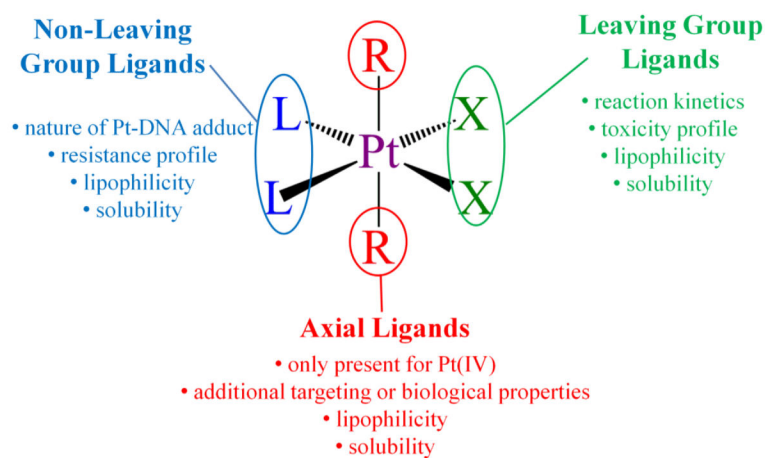 Non-Leaving
Group Ligands
• nature of Pt-DNA adduct
• resistance profile
• lipophilicity
• solubility
R
L
X
Pt
L
X
R
Leaving Group
Ligands
• reaction kinetics
• toxicity profile
• lipophilicity
• solubility
Axial Ligands
• only present for Pt(IV)
• additional targeting or biological properties
• lipophilicity
• solubility